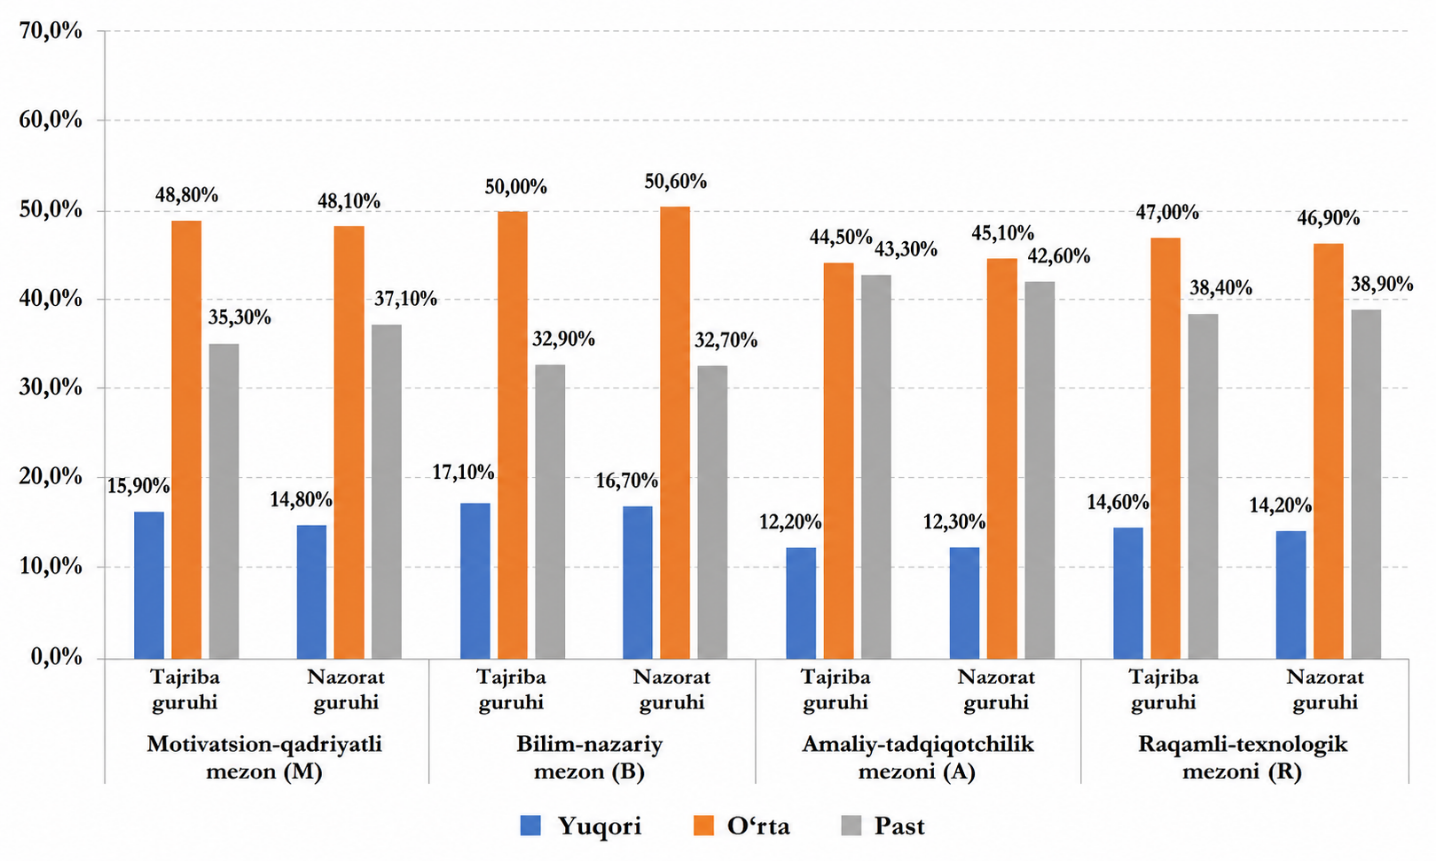 70,0%
60,0%
50,0%
40,0%
30,0%
20,0%
10,0%
0,0%
15,90%
48,80%
35,30%
14,80%
48,10%
37,10%
17,10%
50,00%
32,90%
16,70%
50,60%
32,70%
12,20%
44,50%
43,30%
12,30%
45,10%
42,60%
14,60%
47,00%
38,40%
14,20%
46,90%
38,90%
Tajriba
guruhi
Nazorat
guruhi
Tajriba
guruhi
Nazorat
guruhi
Tajriba
guruhi
Nazorat
guruhi
Tajriba
guruhi
Nazorat
guruhi
Motivatsion-qadriyatli
mezon (M)
Bilim-nazariy
mezon (B)
Amaliy-tadqiqotchilik
mezoni (A)
Raqamli-texnologik
mezoni (R)
Yuqori
O‘rta
Past